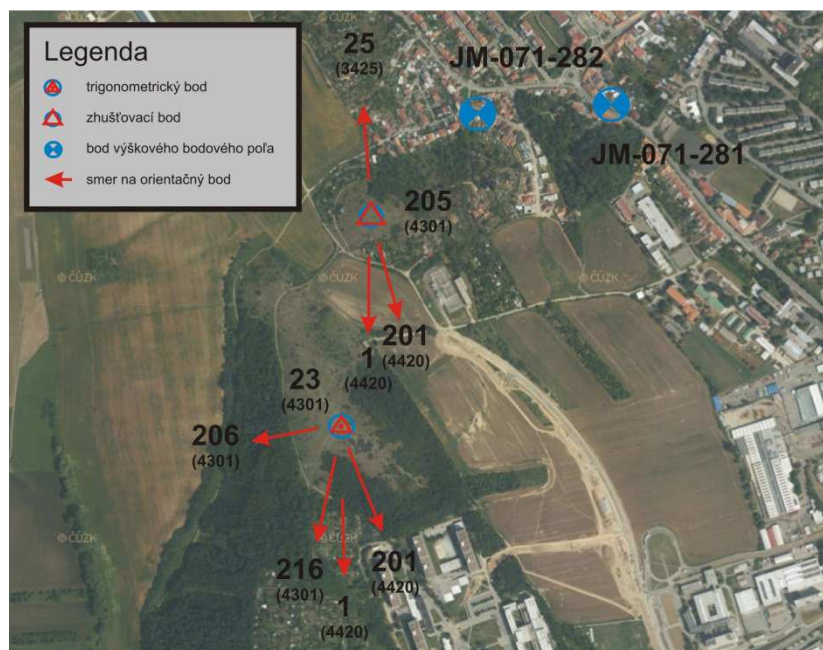 Legenda
trigonometrický bod
zhusťovací bod
bod výškového bodového poľa
smer na orientačný bod
25
(3425)
JM-071-282
JM-071-281
205
(4301)
© ČÚZK
© ČÚZK
201
(4420)
1
(4420)
23
(4301)
206
(4301)
© ČÚZK
© ČÚZK
© ČÚZK
216
(4301)
201
(4420)
1
(4420)